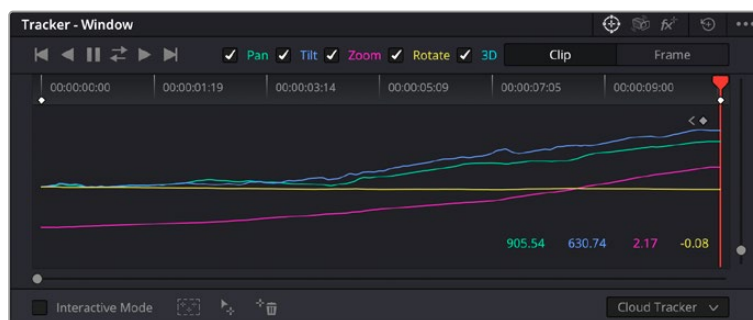 Tracker - Window
Pan Tilt Zoom Rotate 3D Clip Frame
00:00:00:00 00:00:01:19 00:00:03:14 00:00:05:09 00:00:07:05 00:00:09:00
905.54 630.74 2.17 -0.08
Interactive Mode Cloud Tracker